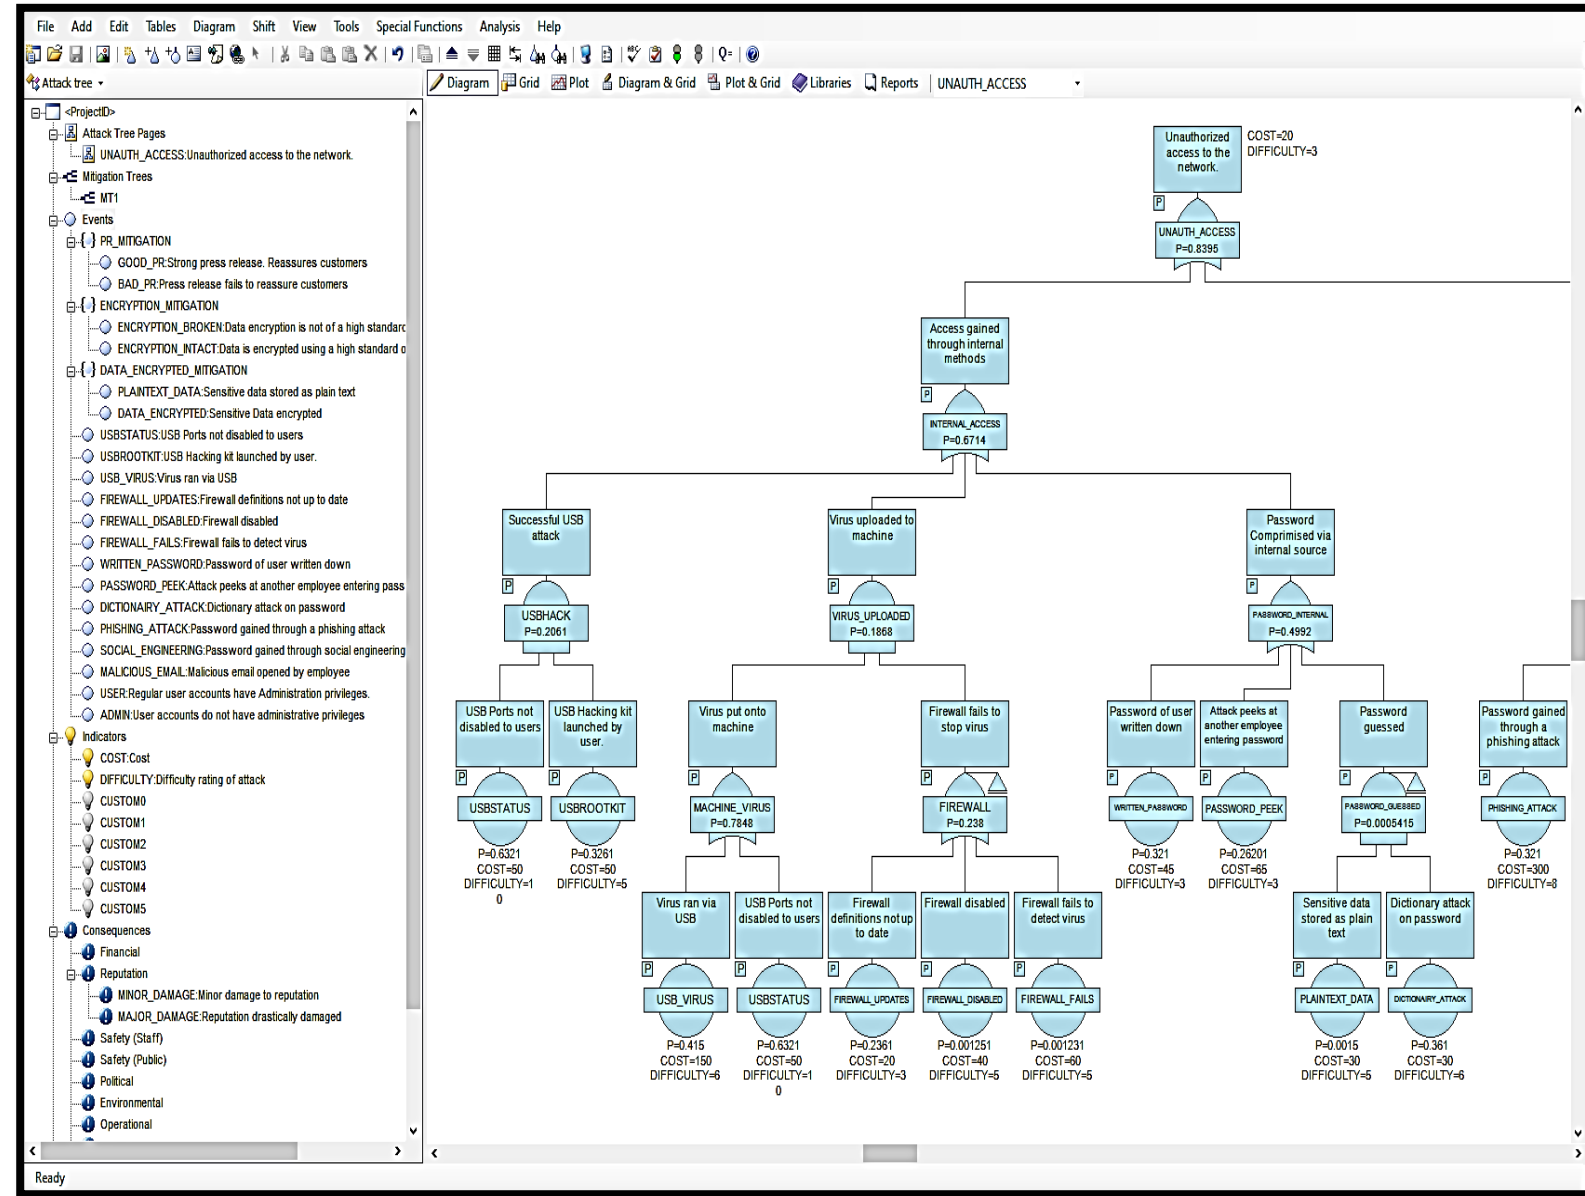 File Add Edit Tables Diagram Shift View Tools Special Functions Analysis Help
Attack tree
Diagram Grid Plot Diagram & Grid Plot & Grid Libraries Reports UNAUTH_ACCESS
<ProjectID>
Attack Tree Pages
UNAUTH_ACCESS:Unauthorized access to the network.
Mitigation Trees
MT1
Events
PR_MITIGATION
GOOD_PR:Strong press release. Reassures customers
BAD_PR:Press release fails to reassure customers
ENCRYPTION_MITIGATION
ENCRYPTION_BROKEN:Data encryption is not of a high standard
ENCRYPTION_INTACT:Data is encrypted using a high standard o
DATA_ENCRYPTED_MITIGATION
PLAINTEXT_DATA:Sensitive data stored as plain text
DATA_ENCRYPTED:Sensitive Data encrypted
USBSTATUS:USB Ports not disabled to users
USBROOTKIT:USB Hacking kit launched by user.
USB_VIRUS:Virus ran via USB
FIREWALL_UPDATES:Firewall definitions not up to date
FIREWALL_DISABLED:Firewall disabled
FIREWALL_FAILS:Firewall fails to detect virus
WRITTEN_PASSWORD:Password of user written down
PASSWORD_PEEK:Attack peeks at another employee entering pass
DICTIONAIRY_ATTACK:Dictionary attack on password
PHISHING_ATTACK:Password gained through a phishing attack
SOCIAL_ENGINEERING:Password gained through social engineering
MALICIOUS_EMAIL:Malicious email opened by employee
USER:Regular user accounts have Administration privileges.
ADMIN:User accounts do not have administrative privileges
Indicators
COST:Cost
DIFFICULTY:Difficulty rating of attack
CUSTOM0
CUSTOM1
CUSTOM2
CUSTOM3
CUSTOM4
CUSTOM5
Consequences
Financial
Reputation
MINOR_DAMAGE:Minor damage to reputation
MAJOR_DAMAGE:Reputation drastically damaged
Safety (Staff)
Safety (Public)
Political
Environmental
Operational
Ready
Unauthorized
access to the
network.
COST=20
DIFFICULTY=3
P
UNAUTH_ACCESS
P=0.8395
Access gained
through internal
methods
P
INTERNAL_ACCESS
P=0.6714
Successful USB
attack
P
USBHACK
P=0.2061
Virus uploaded to
machine
P
VIRUS_UPLOADED
P=0.1868
Password
Comprimised via
internal source
P
PASSWORD_INTERNAL
P=0.4992
USB Ports not
disabled to users
P
USBSTATUS
P=0.6321
COST=50
DIFFICULTY=1
0
USB Hacking kit
launched by
user.
P
USBROOTKIT
P=0.3261
COST=50
DIFFICULTY=5
Virus put onto
machine
P
MACHINE_VIRUS
P=0.7848
Firewall fails to
stop virus
P
FIREWALL
P=0.238
Password of user
written down
P
WRITTEN_PASSWORD
P=0.321
COST=45
DIFFICULTY=3
Attack peeks at
another employee
entering password
P
PASSWORD_PEEK
P=0.26201
COST=65
DIFFICULTY=3
Password
guessed
P
PASSWORD_GUESSED
P=0.0005415
Password gained
through a
phishing attack
P
PHISHING_ATTACK
P=0.321
COST=300
DIFFICULTY=8
Virus ran via
USB
P
USB_VIRUS
P=0.415
COST=150
DIFFICULTY=6
USB Ports not
disabled to users
P
USBSTATUS
P=0.6321
COST=50
DIFFICULTY=1
0
Firewall
definitions not up
to date
P
FIREWALL_UPDATES
P=0.2361
COST=20
DIFFICULTY=3
Firewall disabled
P
FIREWALL_DISABLED
P=0.001251
COST=40
DIFFICULTY=5
Firewall fails to
detect virus
P
FIREWALL_FAILS
P=0.001231
COST=60
DIFFICULTY=5
Sensitive data
stored as plain
text
P
PLAINTEXT_DATA
P=0.0015
COST=30
DIFFICULTY=5
Dictionary attack
on password
P
DICTIONAIRY_ATTACK
P=0.361
COST=30
DIFFICULTY=6